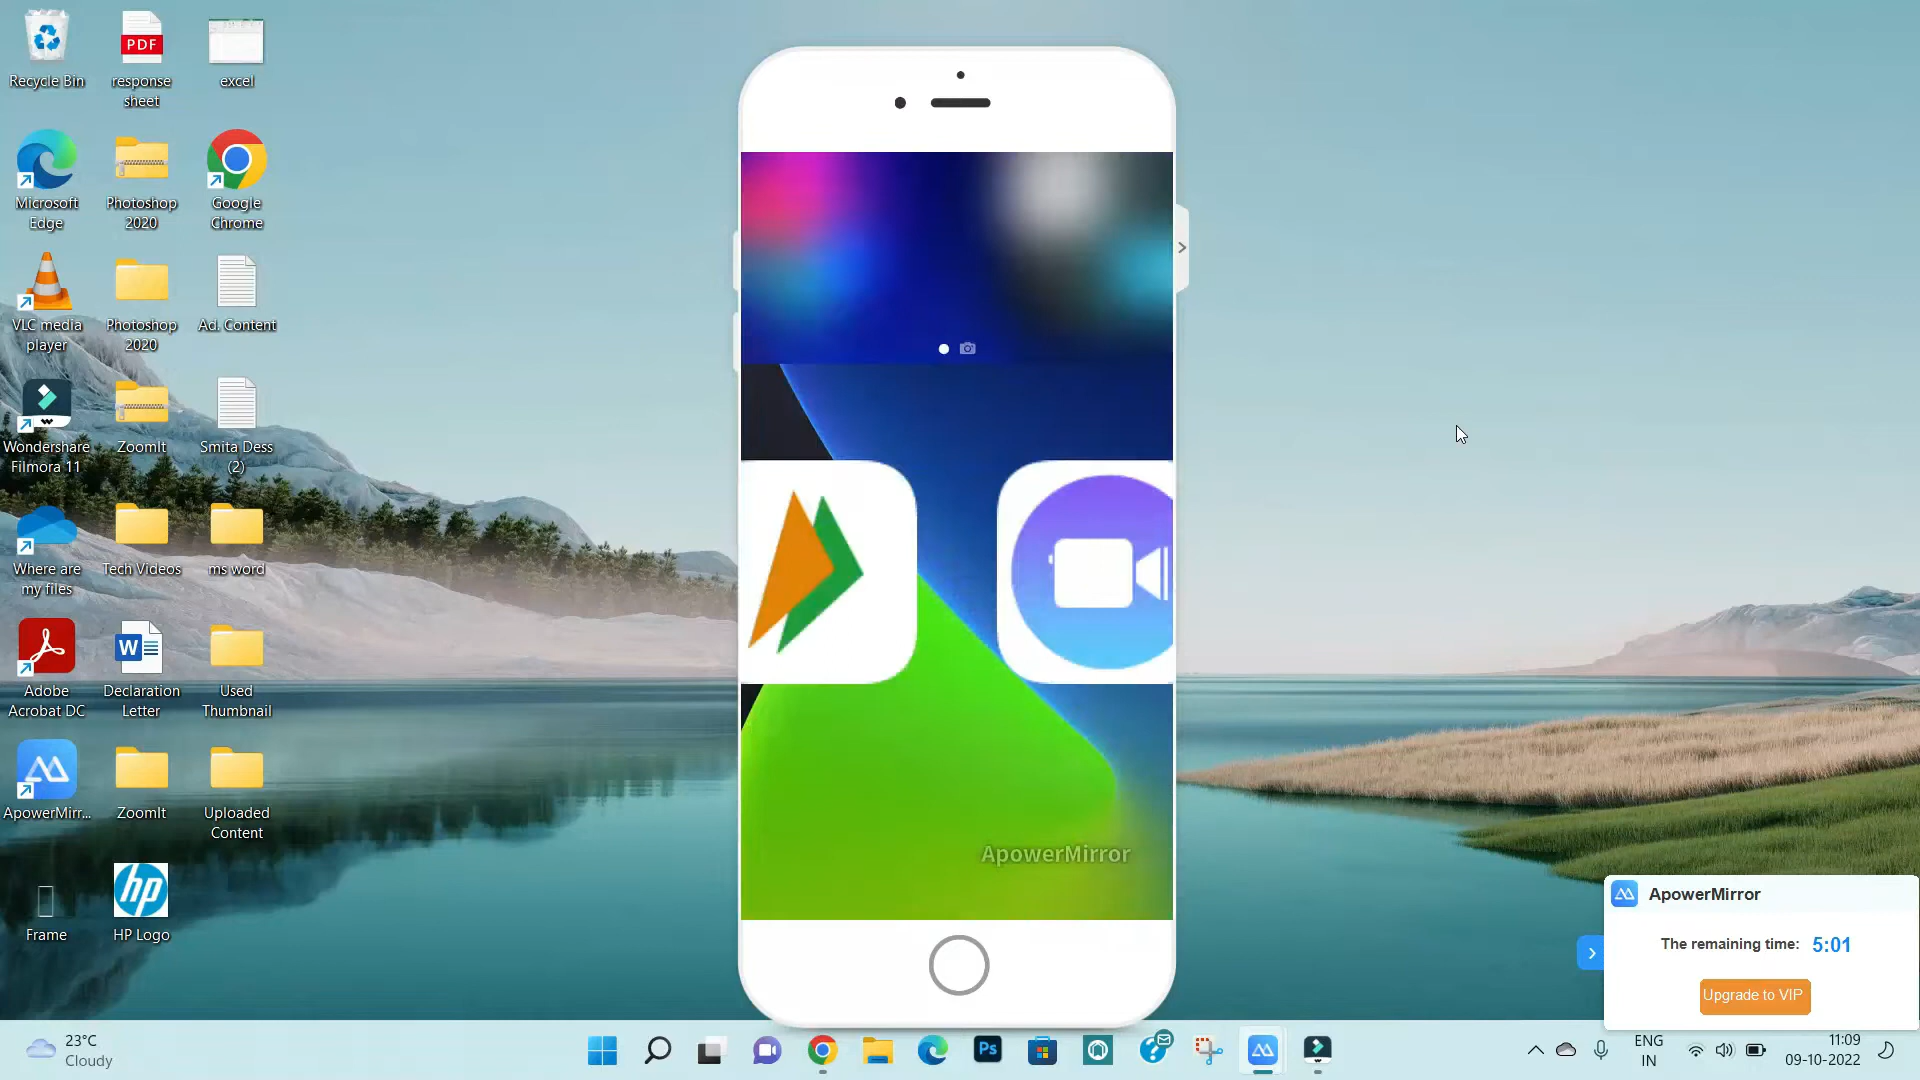 Recycle Bin
PDF
response
sheet
excel
Microsoft
Edge
Photoshop
2020
Google
Chrome
VLC media
player
Photoshop
2020
Ad. Content
Wondershare
Filmora 11
ZoomIt
Smita Dess
(2)
Where are
my files
Tech Videos
ms word
Adobe
Acrobat DC
W
Declaration
Letter
Used
Thumbnail
ApowerMirr...
ZoomIt
Uploaded
Content
Frame
hp
HP Logo
ApowerMirror
ApowerMirror
The remaining time: 5:01
Upgrade to VIP
23°C
Cloudy
Ps
ENG
IN
11:09
09-10-2022